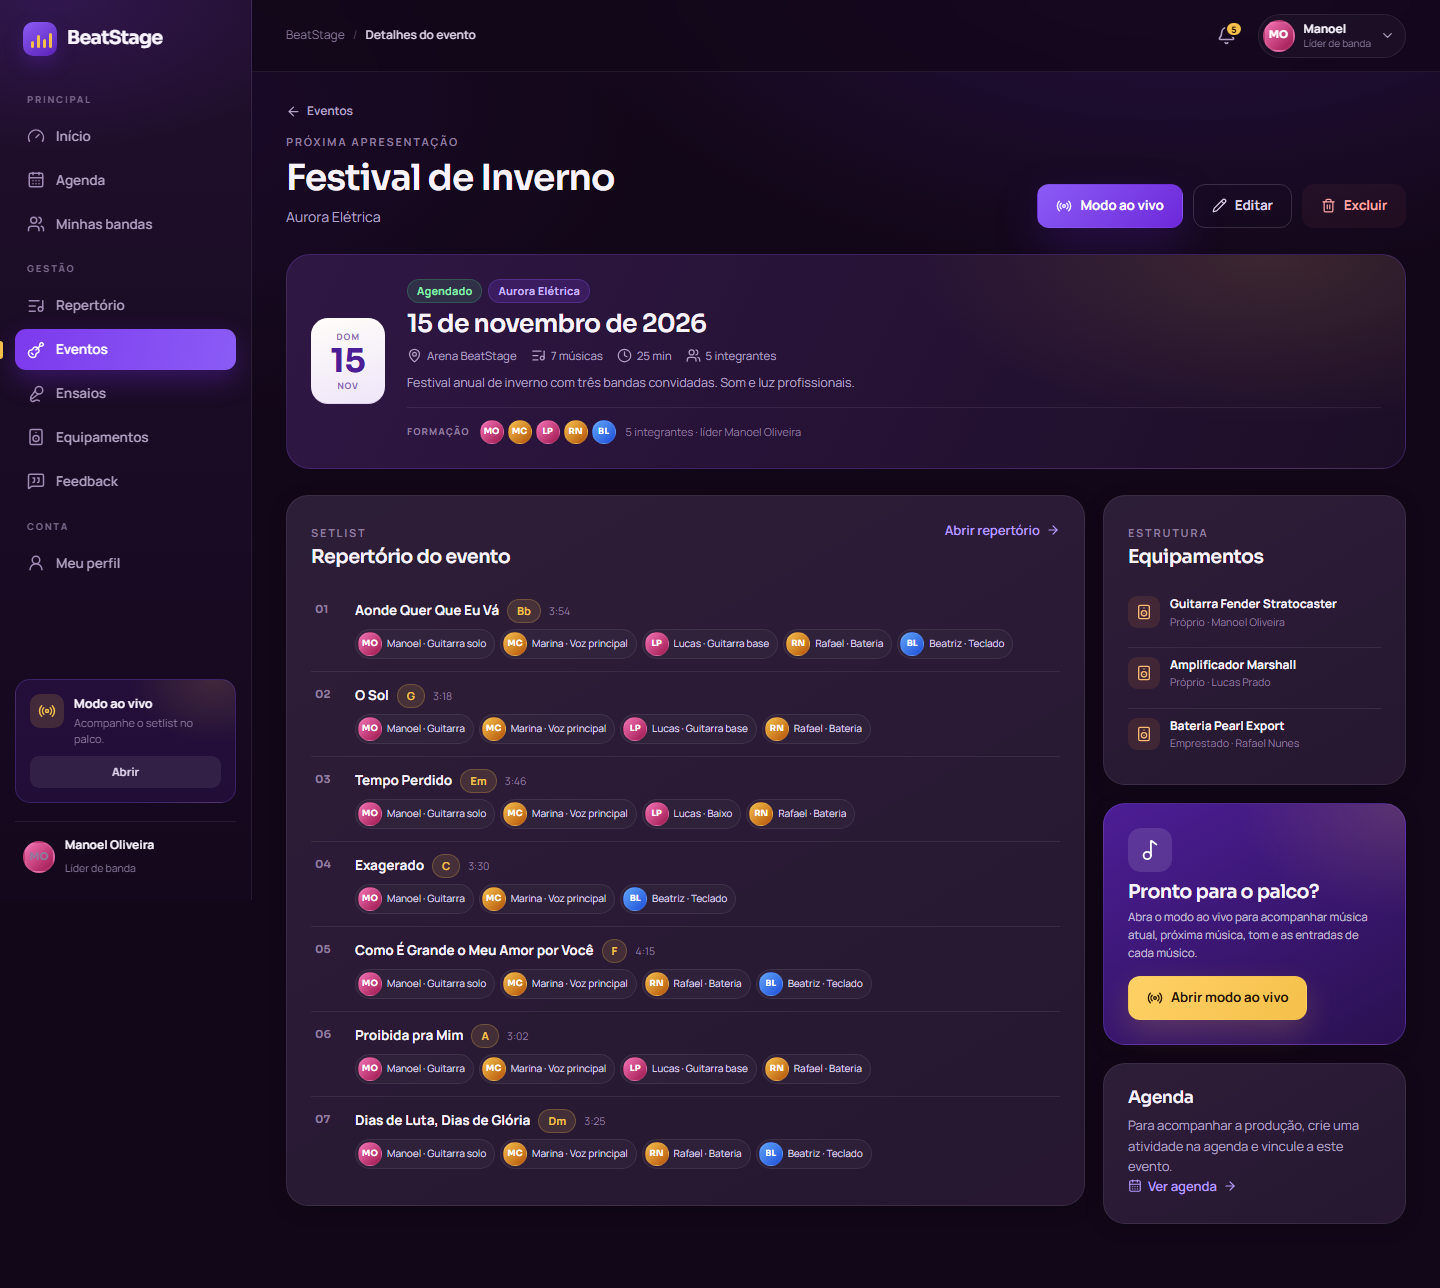 BeatStage
PRINCIPAL
Início
Agenda
Minhas bandas
GESTÃO
Repertório
Eventos
Ensaios
Equipamentos
Feedback
CONTA
Meu perfil
Modo ao vivo
Acompanhe o setlist no
palco.
Abrir
MO
Manoel Oliveira
Líder de banda
BeatStage / Detalhes do evento
5
MO
Manoel
Líder de banda
Eventos
PRÓXIMA APRESENTAÇÃO
Festival de Inverno
Aurora Elétrica
Modo ao vivo
Editar
Excluir
DOM
15
NOV
Agendado
Aurora Elétrica
15 de novembro de 2026
Arena BeatStage 7 músicas 25 min 5 integrantes
Festival anual de inverno com três bandas convidadas. Som e luz profissionais.
FORMAÇÃO MO MC LP RN BL 5 integrantes · líder Manoel Oliveira
SETLIST
Repertório do evento
Abrir repertório
01 Aonde Quer Que Eu Vá Bb 3:54
MO Manoel · Guitarra solo MC Marina · Voz principal LP Lucas · Guitarra base RN Rafael · Bateria BL Beatriz · Teclado
02 O Sol G 3:18
MO Manoel · Guitarra MC Marina · Voz principal LP Lucas · Guitarra base RN Rafael · Bateria
03 Tempo Perdido Em 3:46
MO Manoel · Guitarra solo MC Marina · Voz principal LP Lucas · Baixo RN Rafael · Bateria
04 Exagerado C 3:30
MO Manoel · Guitarra MC Marina · Voz principal BL Beatriz · Teclado
05 Como É Grande o Meu Amor por Você F 4:15
MO Manoel · Guitarra solo MC Marina · Voz principal RN Rafael · Bateria BL Beatriz · Teclado
06 Proibida pra Mim A 3:02
MO Manoel · Guitarra MC Marina · Voz principal LP Lucas · Guitarra base RN Rafael · Bateria
07 Dias de Luta, Dias de Glória Dm 3:25
MO Manoel · Guitarra solo MC Marina · Voz principal RN Rafael · Bateria BL Beatriz · Teclado
ESTRUTURA
Equipamentos
Guitarra Fender Stratocaster
Próprio · Manoel Oliveira
Amplificador Marshall
Próprio · Lucas Prado
Bateria Pearl Export
Emprestado · Rafael Nunes
Pronto para o palco?
Abra o modo ao vivo para acompanhar música
atual, próxima música, tom e as entradas de
cada músico.
Abrir modo ao vivo
Agenda
Para acompanhar a produção, crie uma
atividade na agenda e vincule a este
evento.
Ver agenda